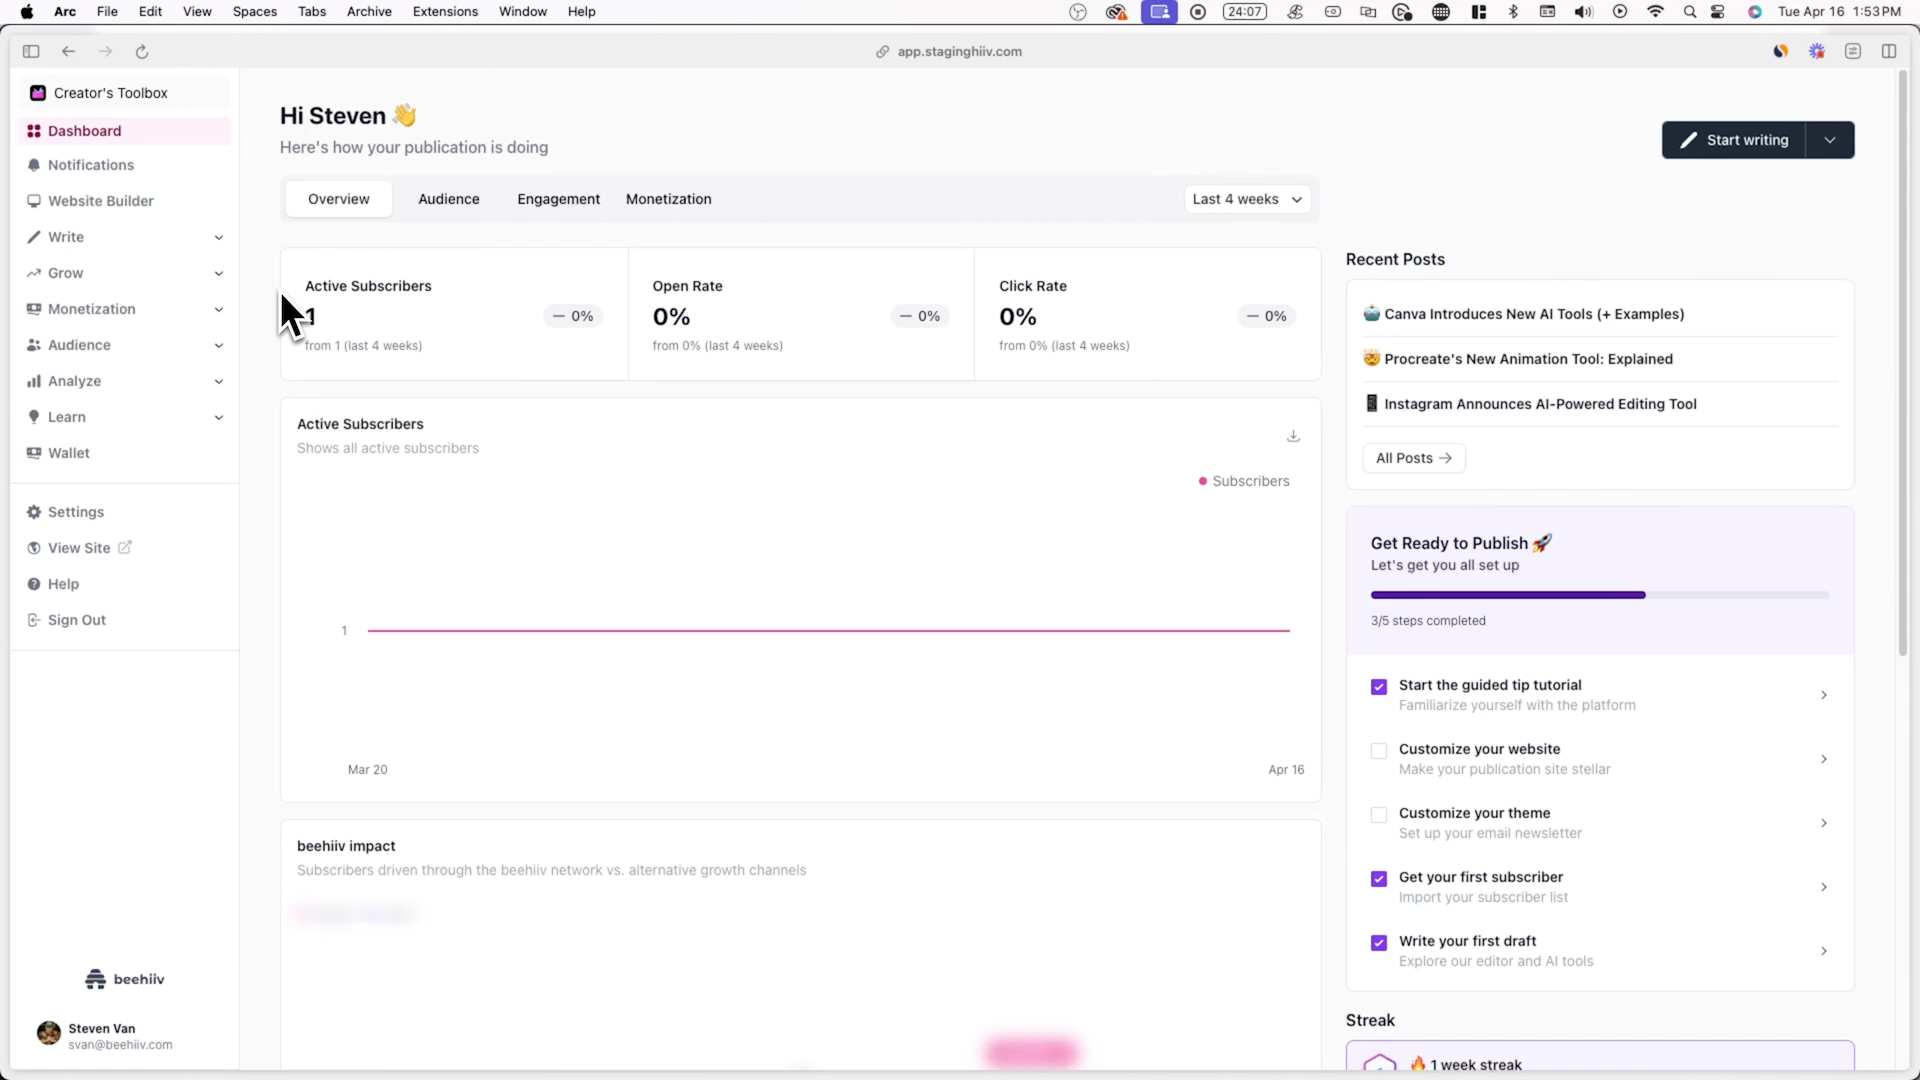 Arc File Edit View Spaces Tabs Archive Extensions Window Help 24:07 Tue Apr 16 1:53 PM
app.staginghiiv.com
Creator's Toolbox
Dashboard
Notifications
Website Builder
Write
Grow
Monetization
Audience
Analyze
Learn
Wallet
Settings
View Site
Help
Sign Out
beehiiv
Steven Van
svan@beehiiv.com
Hi Steven 👋
Here's how your publication is doing
Start writing
Overview Audience Engagement Monetization Last 4 weeks
Active Subscribers
1 — 0%
from 1 (last 4 weeks)
Open Rate
0% — 0%
from 0% (last 4 weeks)
Click Rate
0% — 0%
from 0% (last 4 weeks)
Active Subscribers
Shows all active subscribers
Subscribers
1
Mar 20 Apr 16
beehiiv impact
Subscribers driven through the beehiiv network vs. alternative growth channels
Recent Posts
🤖 Canva Introduces New AI Tools (+ Examples)
🤯 Procreate's New Animation Tool: Explained
📱 Instagram Announces AI-Powered Editing Tool
All Posts →
Get Ready to Publish 🚀
Let's get you all set up
3/5 steps completed
Start the guided tip tutorial
Familiarize yourself with the platform
Customize your website
Make your publication site stellar
Customize your theme
Set up your email newsletter
Get your first subscriber
Import your subscriber list
Write your first draft
Explore our editor and AI tools
Streak
🔥 1 week streak